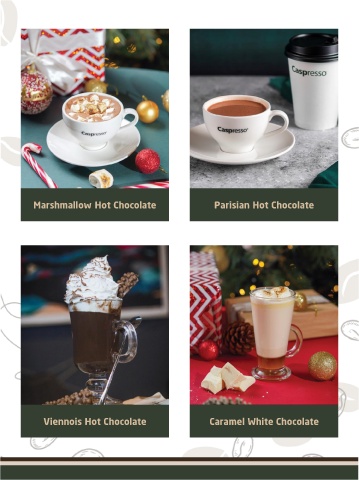 Caspresso
Caspresso
Caspresso
Marshmallow Hot Chocolate
Parisian Hot Chocolate
Viennois Hot Chocolate
Caramel White Chocolate